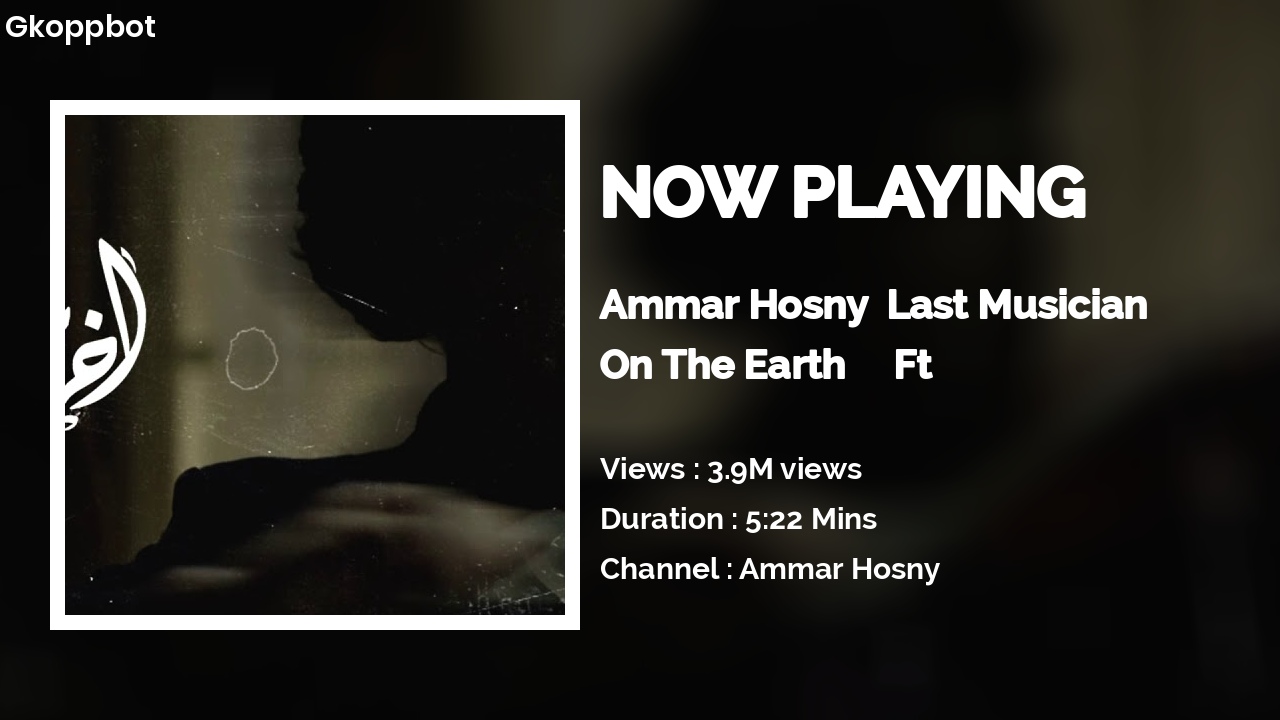 Gkoppbot
NOW PLAYING
Ammar Hosny Last Musician
On The Earth Ft
Views : 3.9M views
Duration : 5:22 Mins
Channel : Ammar Hosny